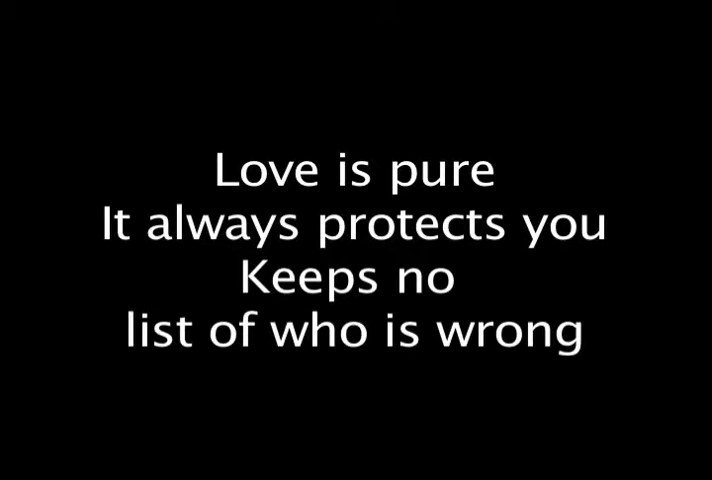 Love is pure
It always protects you
Keeps no
list of who is wrong